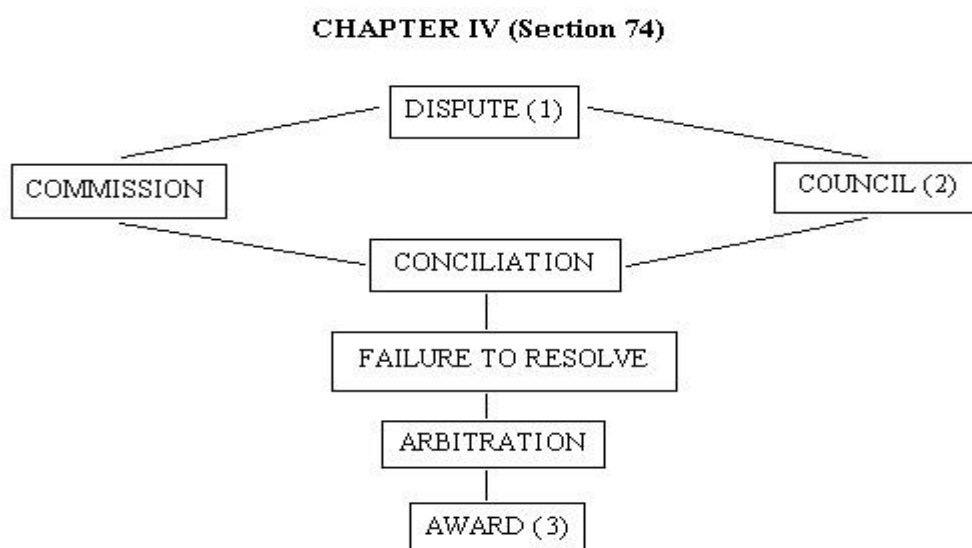 CHAPTER IV (Section 74)
DISPUTE (1)
COMMISSION
COUNCIL (2)
CONCILIATION
FAILURE TO RESOLVE
ARBITRATION
AWARD (3)